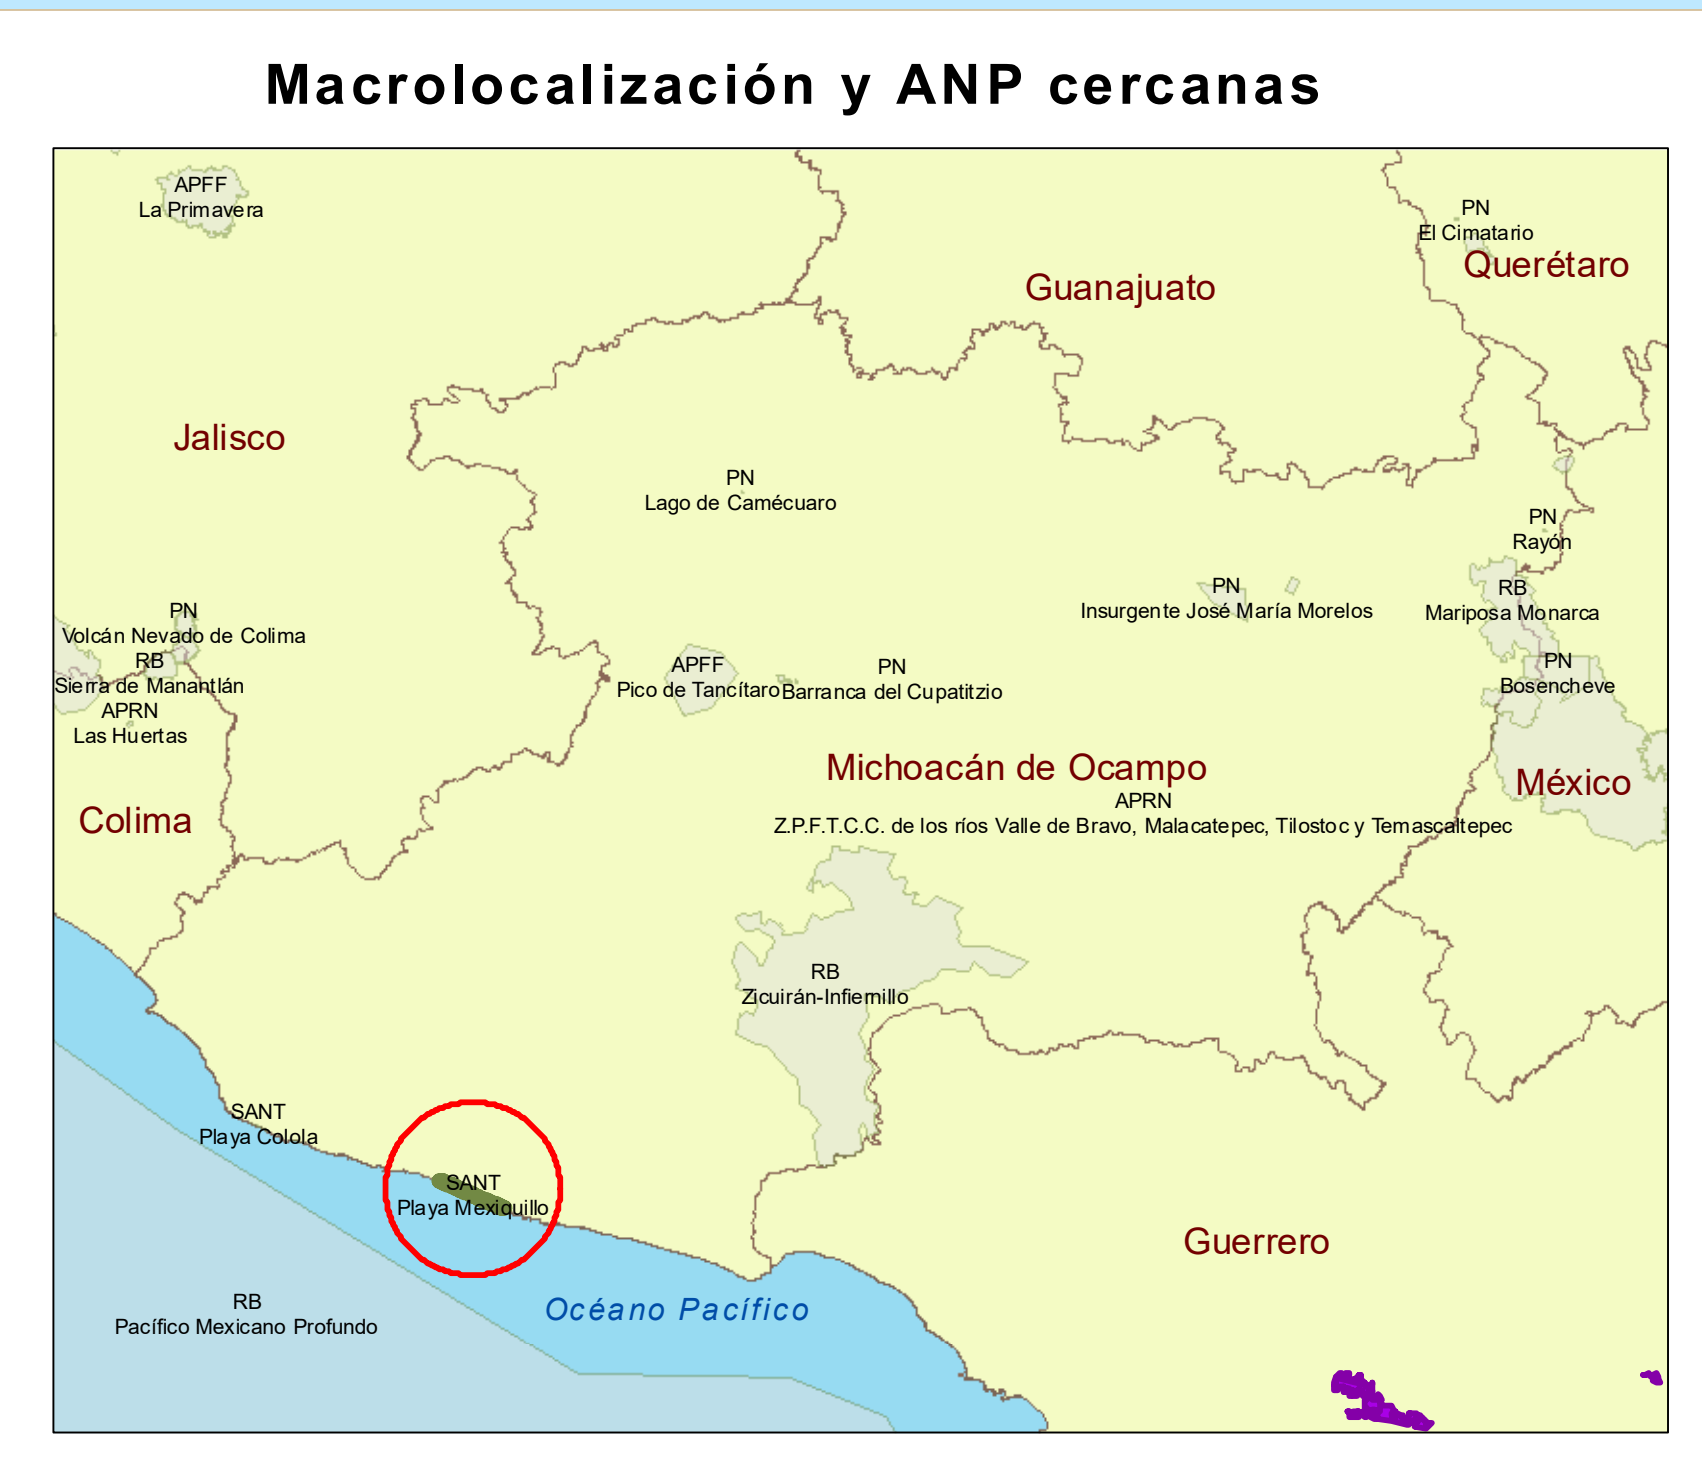 Macrolocalización y ANP cercanas
APFF
La Primavera
PN
El Cimatario
Querétaro
Guanajuato
Jalisco
PN
Lago de Camécuaro
PN
Rayón
PN
Insurgente José María Morelos
RB
Mariposa Monarca
PN
Volcán Nevado de Colima
RB
Sierra de Manantlán
APRN
Las Huertas
APFF
Pico de Tancítaro
PN
Barranca del Cupatitzio
PN
Bosencheve
Michoacán de Ocampo
México
APRN
Z.P.F.T.C.C. de los ríos Valle de Bravo, Malacatepec, Tilostoc y Temascaltepec
Colima
RB
Zicuirán-Infiernillo
SANT
Playa Colola
SANT
Playa Mexiquillo
Guerrero
RB
Pacífico Mexicano Profundo
Océano Pacífico